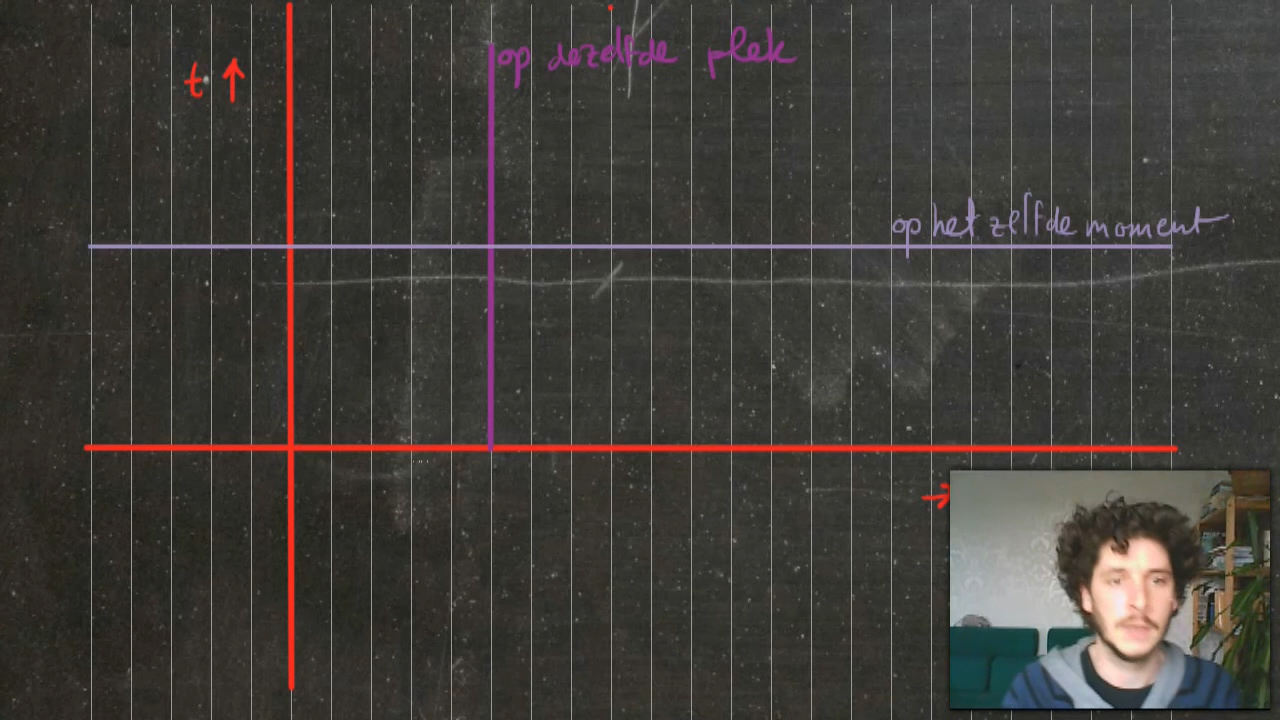 t ↑
op dezelfde plek
op het zelfde moment
→